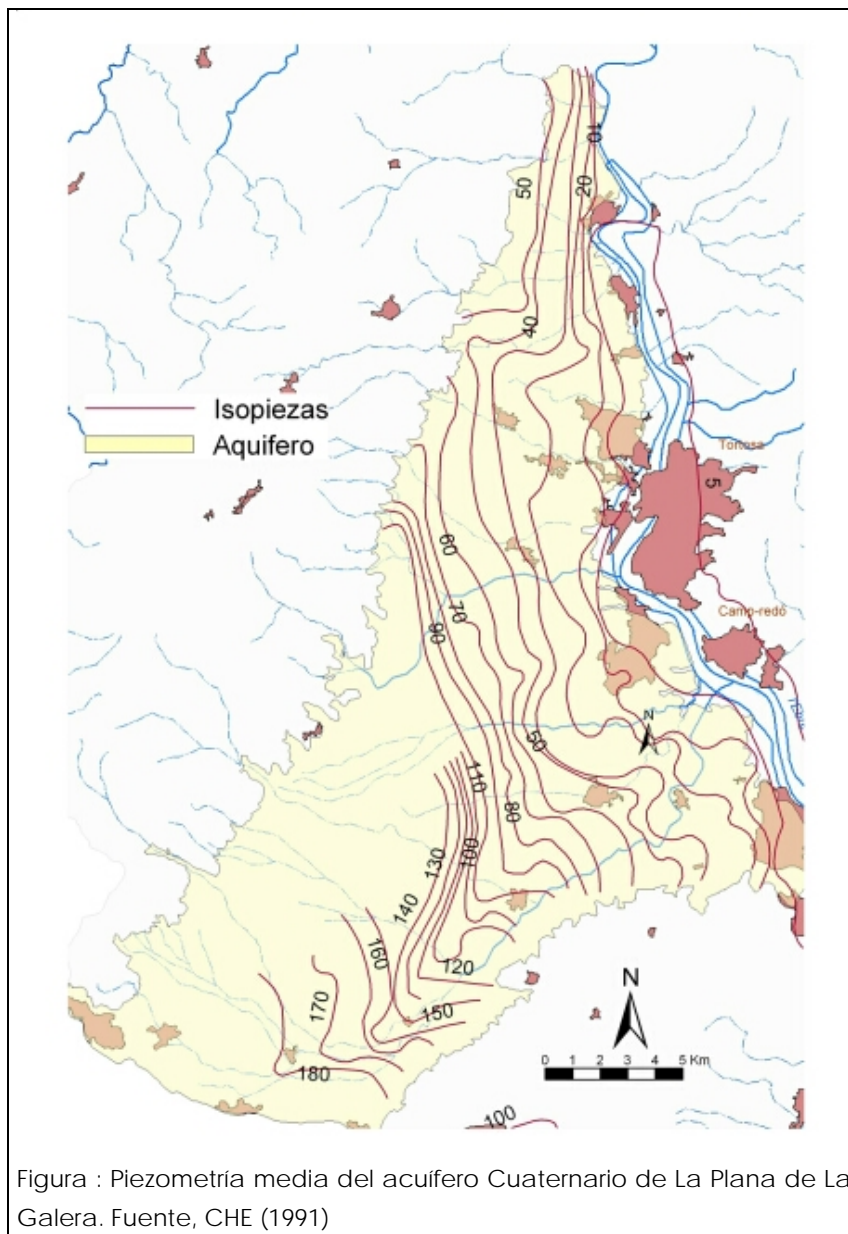 10
50
20
40
Isopiezas
Aquifero
Tortosa
5
60
70
90
Camp-redó
N
50
110
80
130
100
140
160
120
170
150
180
N
0 1 2 3 4 5 Km
100
Figura : Piezometría media del acuífero Cuaternario de La Plana de La
Galera. Fuente, CHE (1991)